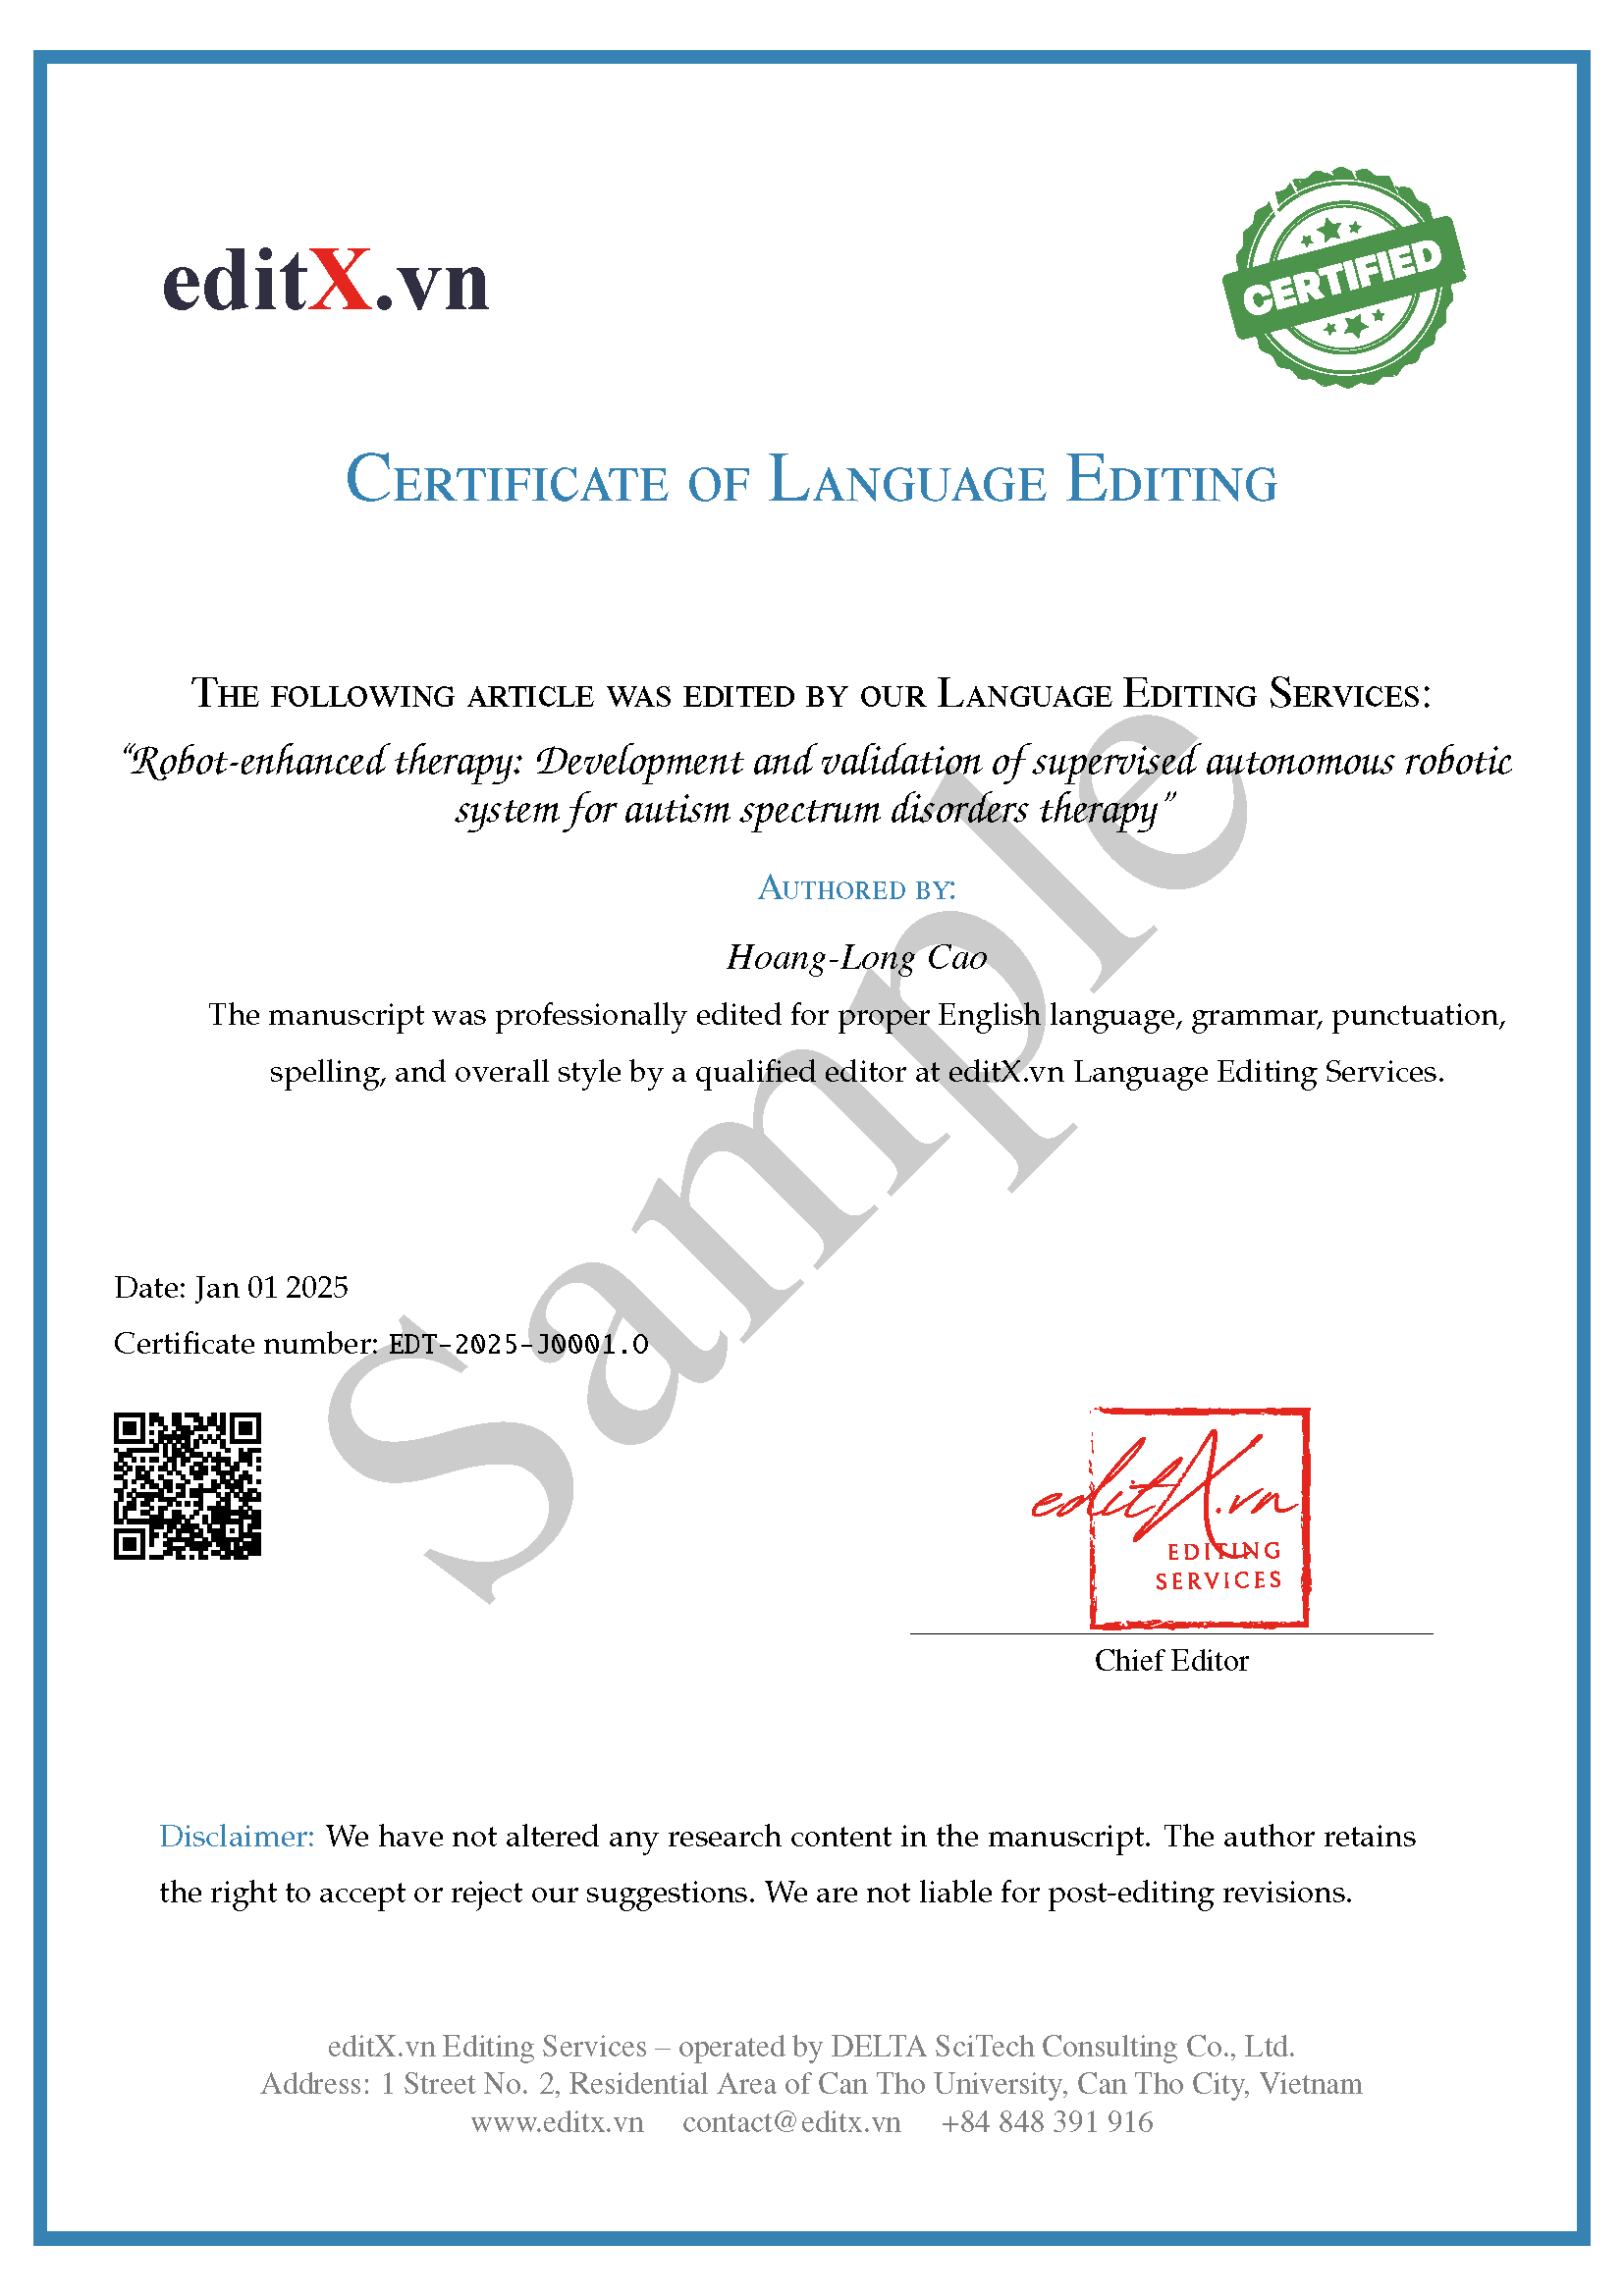 editX.vn
CERTIFIED
Certificate of Language Editing
The following article was edited by our Language Editing Services:
“Robot-enhanced therapy: Development and validation of supervised autonomous robotic
system for autism spectrum disorders therapy”
Authored by:
Hoang-Long Cao
The manuscript was professionally edited for proper English language, grammar, punctuation,
spelling, and overall style by a qualified editor at editX.vn Language Editing Services.
Sample
Date: Jan 01 2025
Certificate number: EDT-2025-J0001.O
editX.vn
EDITING
SERVICES
Chief Editor
Disclaimer: We have not altered any research content in the manuscript. The author retains
the right to accept or reject our suggestions. We are not liable for post-editing revisions.
editX.vn Editing Services – operated by DELTA SciTech Consulting Co., Ltd.
Address: 1 Street No. 2, Residential Area of Can Tho University, Can Tho City, Vietnam
www.editx.vn contact@editx.vn +84 848 391 916